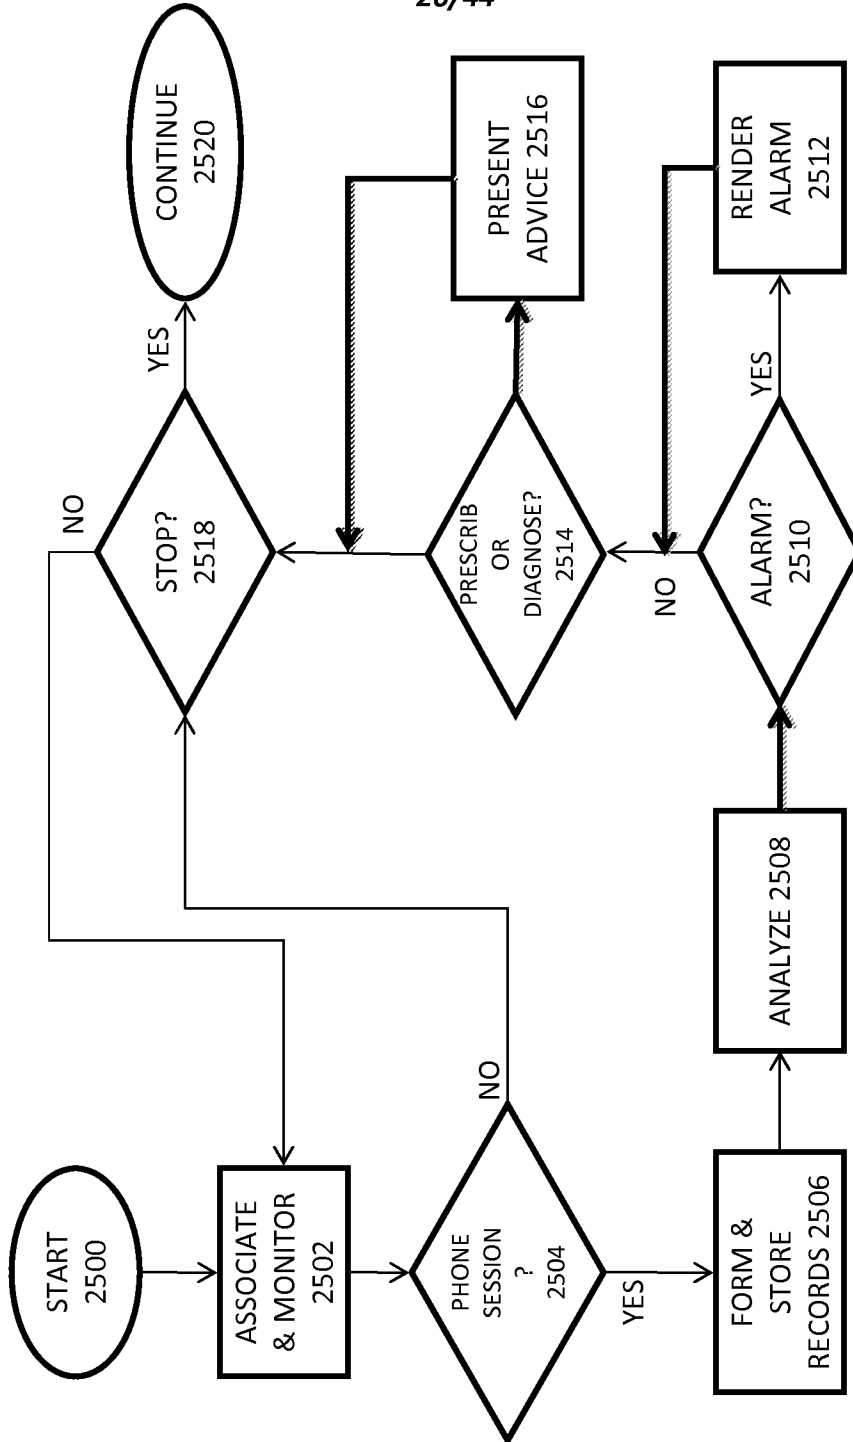 26/44
START
2500
ASSOCIATE
& MONITOR
2502
PHONE
SESSION
?
2504
NO
YES
FORM &
STORE
RECORDS 2506
ANALYZE 2508
ALARM?
2510
YES
NO
RENDER
ALARM
2512
PRESCRIB
OR
DIAGNOSE?
2514
PRESENT
ADVICE 2516
STOP?
2518
NO
YES
CONTINUE
2520